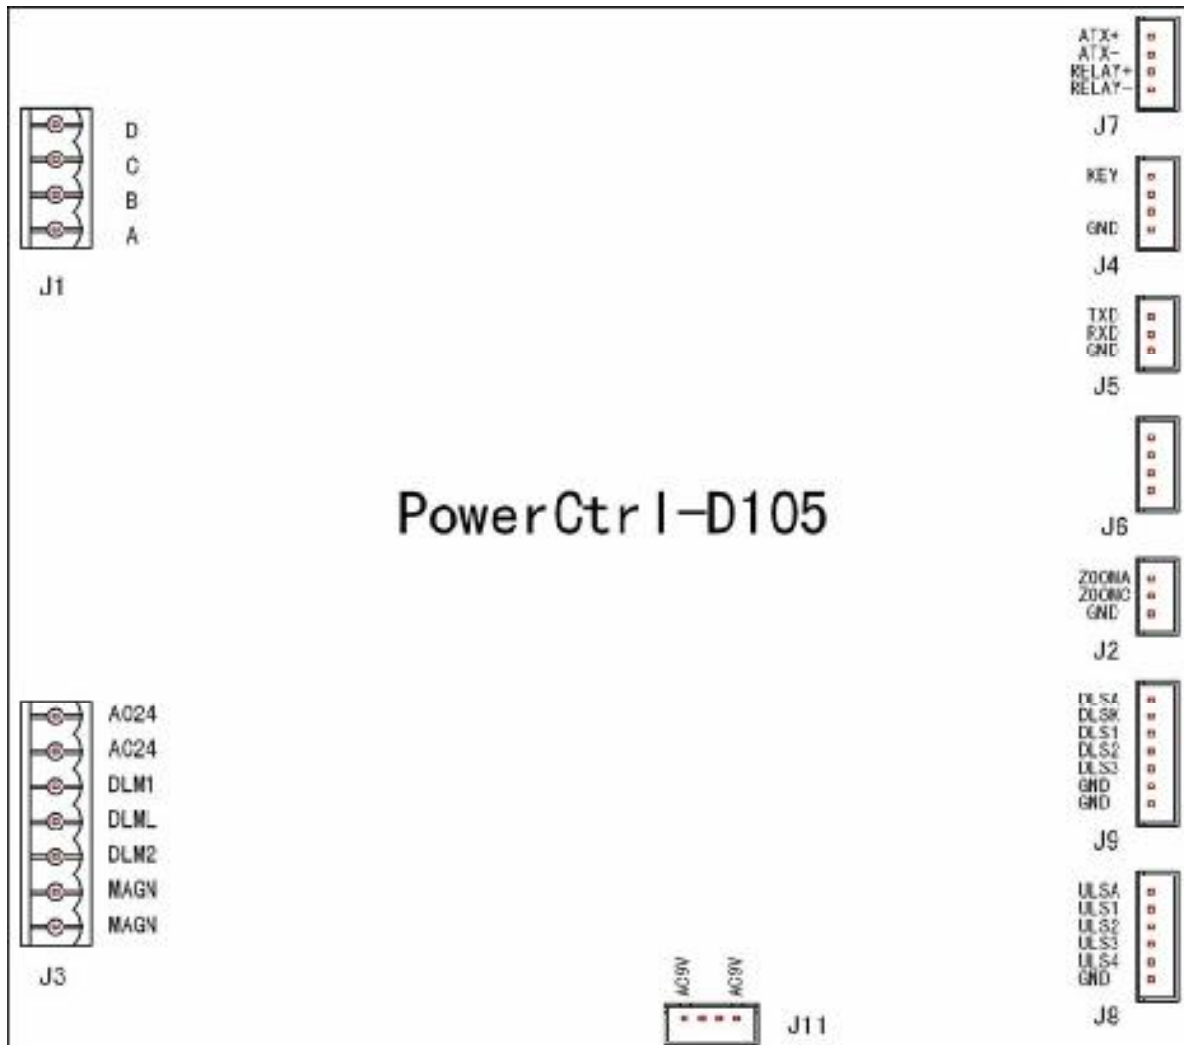 ATX+
ATX-
RELAY+
RELAY-
J7
D
C
B
A
J1
KEY
GND
J4
TXD
RXD
GND
J5
J6
PowerCtrl-D105
ZOONA
ZOONC
GND
J2
AC24
AC24
DLM1
DLML
DLM2
MAGN
MAGN
J3
DLSA
DLSK
DLS1
DLS2
DLS3
GND
GND
J9
ULSA
ULS1
ULS2
ULS3
ULS4
GND
J8
AC9V
AC9V
J11